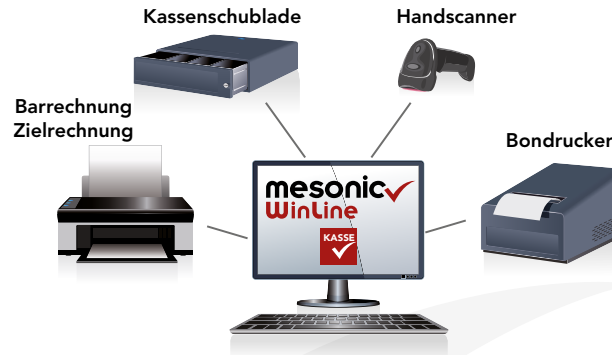 Kassenschublade
Handscanner
Barrechnung
Zielrechnung
Bondrucker
mesonic
WinLine
KASSE